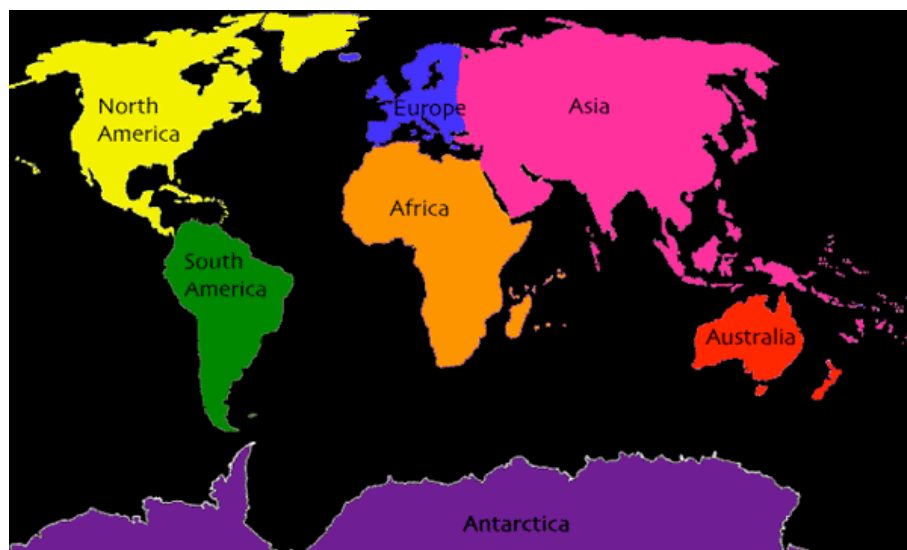 North
America
Europe
Asia
Africa
South
America
Australia
Antarctica